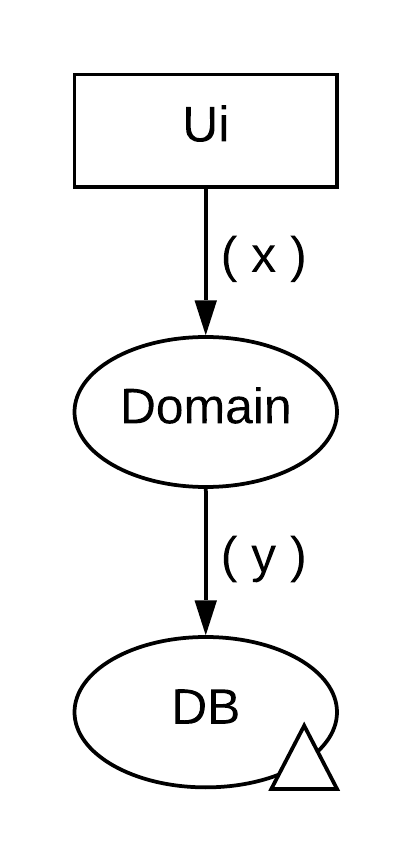 Ui
( x )
Domain
( y )
DB